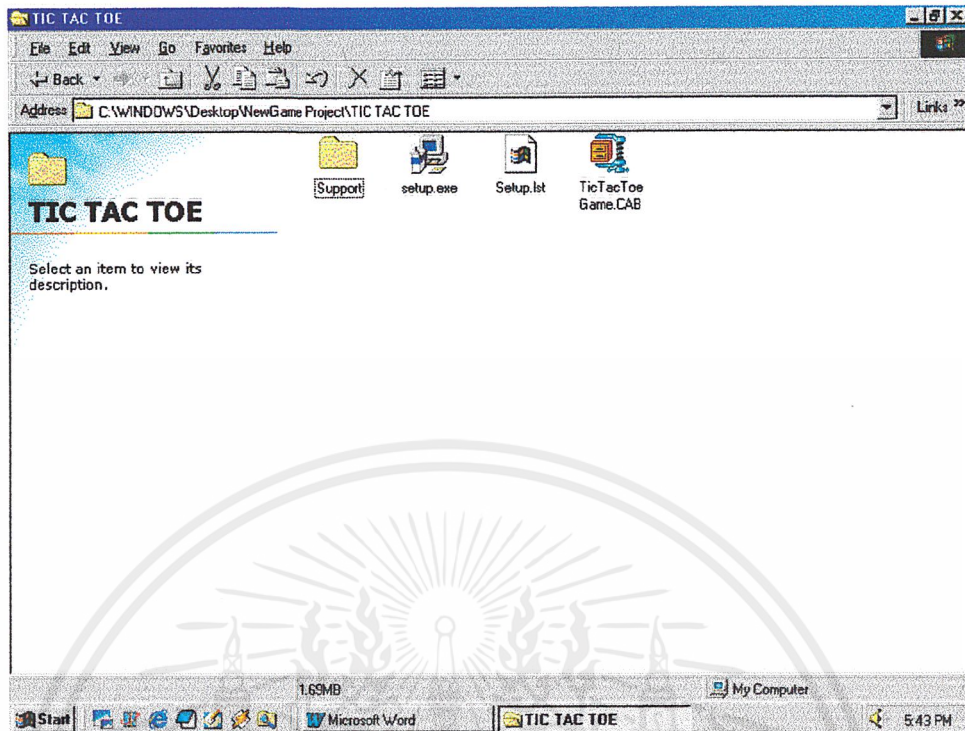 TIC TAC TOE
File Edit View Go Favorites Help
Back
Address C:\WINDOWS\Desktop\NewGame Project\TIC TAC TOE Links »
Support setup.exe Setup.lst TicTacToe Game.CAB
TIC TAC TOE
Select an item to view its
description.
1.69MB My Computer
Start Microsoft Word TIC TAC TOE 5:43 PM